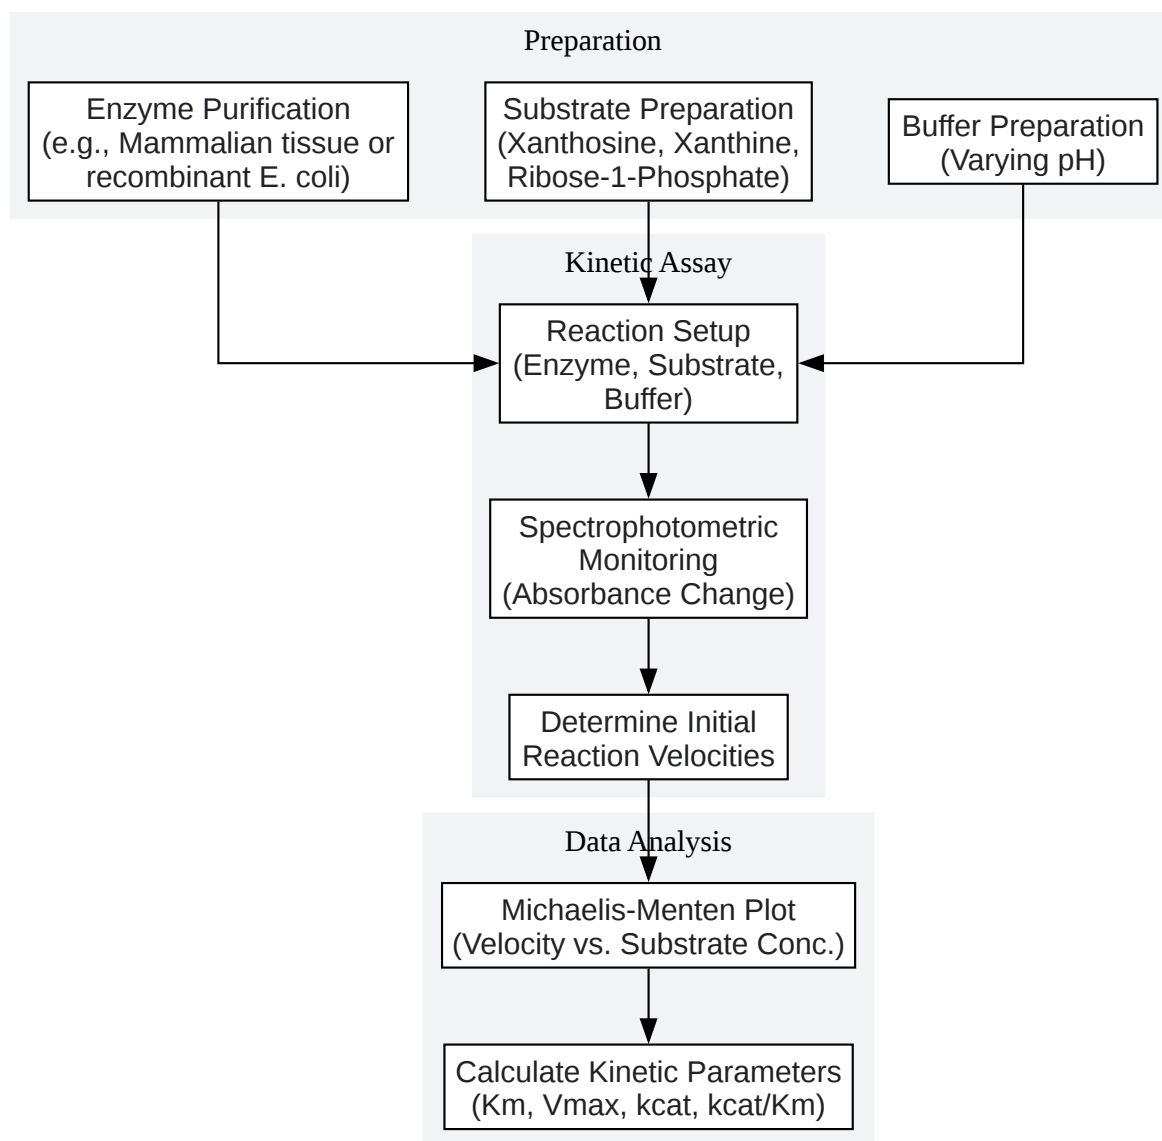 Preparation
Enzyme Purification
(e.g., Mammalian tissue or
recombinant E. coli)
Substrate Preparation
(Xanthosine, Xanthine,
Ribose-1-Phosphate)
Buffer Preparation
(Varying pH)
Kinetic Assay
Reaction Setup
(Enzyme, Substrate,
Buffer)
Spectrophotometric
Monitoring
(Absorbance Change)
Determine Initial
Reaction Velocities
Data Analysis
Michaelis-Menten Plot
(Velocity vs. Substrate Conc.)
Calculate Kinetic Parameters
(Km, Vmax, kcat, kcat/Km)